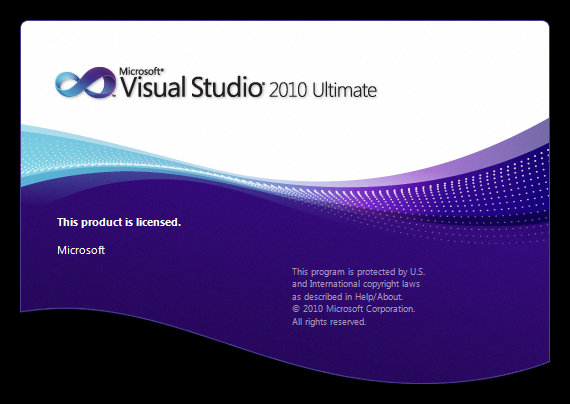 Microsoft®
Visual Studio® 2010 Ultimate
™
This product is licensed.
Microsoft
This program is protected by U.S.
and International copyright laws
as described in Help/About.
© 2010 Microsoft Corporation.
All rights reserved.